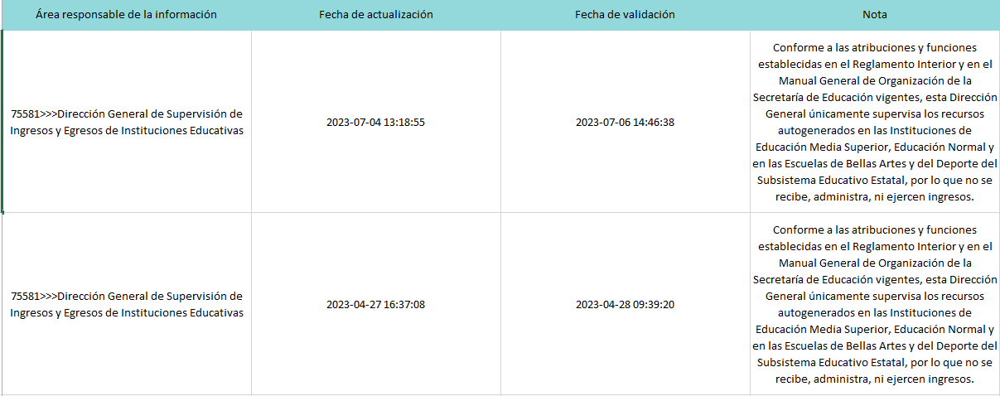 Área responsable de la información
Fecha de actualización
Fecha de validación
Nota
75581>>>Dirección General de Supervisión de
Ingresos y Egresos de Instituciones Educativas
2023-07-04 13:18:55
2023-07-06 14:46:38
Conforme a las atribuciones y funciones
establecidas en el Reglamento Interior y en el
Manual General de Organización de la
Secretaría de Educación vigentes, esta Dirección
General únicamente supervisa los recursos
autogenerados en las Instituciones de
Educación Media Superior, Educación Normal y
en las Escuelas de Bellas Artes y del Deporte del
Subsistema Educativo Estatal, por lo que no se
recibe, administra, ni ejercen ingresos.
75581>>>Dirección General de Supervisión de
Ingresos y Egresos de Instituciones Educativas
2023-04-27 16:37:08
2023-04-28 09:39:20
Conforme a las atribuciones y funciones
establecidas en el Reglamento Interior y en el
Manual General de Organización de la
Secretaría de Educación vigentes, esta Dirección
General únicamente supervisa los recursos
autogenerados en las Instituciones de
Educación Media Superior, Educación Normal y
en las Escuelas de Bellas Artes y del Deporte del
Subsistema Educativo Estatal, por lo que no se
recibe, administra, ni ejercen ingresos.